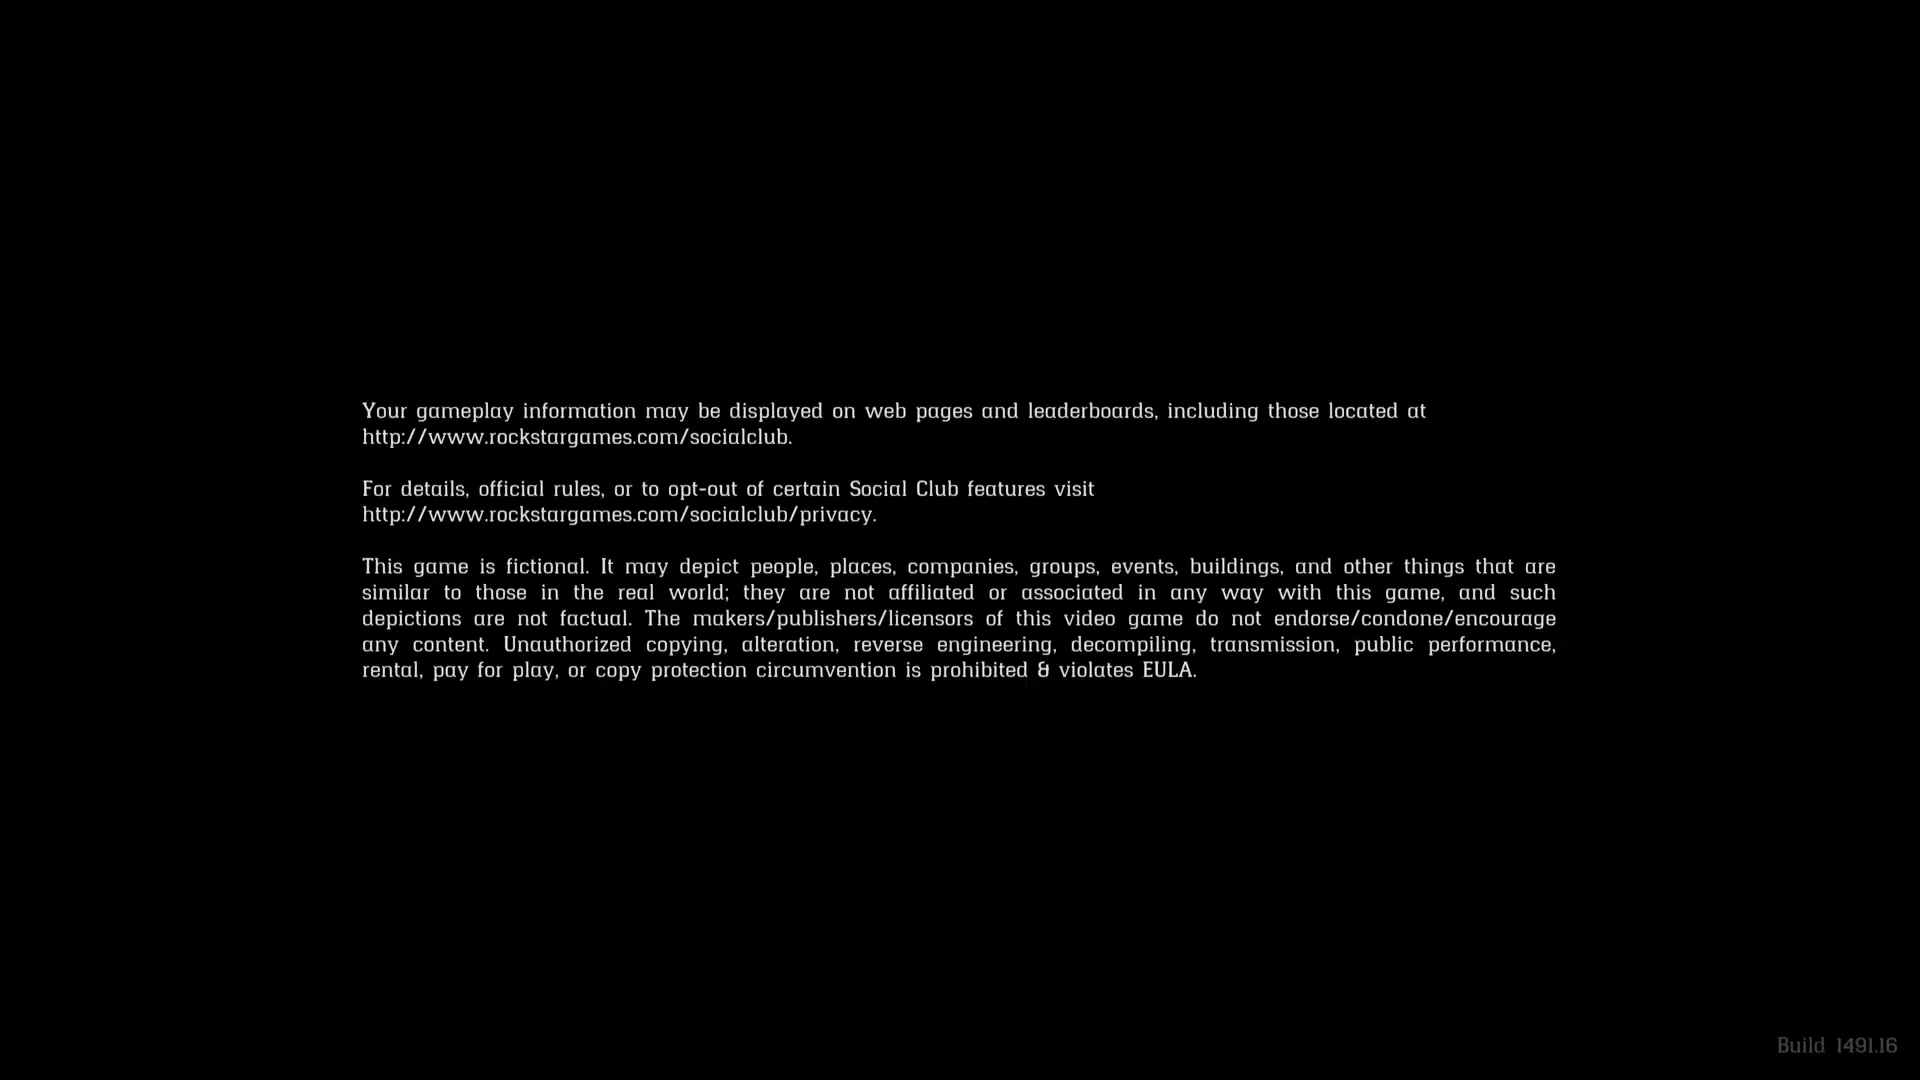 Your gameplay information may be displayed on web pages and leaderboards, including those located at
http://www.rockstargames.com/socialclub.
For details, official rules, or to opt-out of certain Social Club features visit
http://www.rockstargames.com/socialclub/privacy.
This game is fictional. It may depict people, places, companies, groups, events, buildings, and other things that are
similar to those in the real world; they are not affiliated or associated in any way with this game, and such
depictions are not factual. The makers/publishers/licensors of this video game do not endorse/condone/encourage
any content. Unauthorized copying, alteration, reverse engineering, decompiling, transmission, public performance,
rental, pay for play, or copy protection circumvention is prohibited & violates EULA.
Build 1491.16